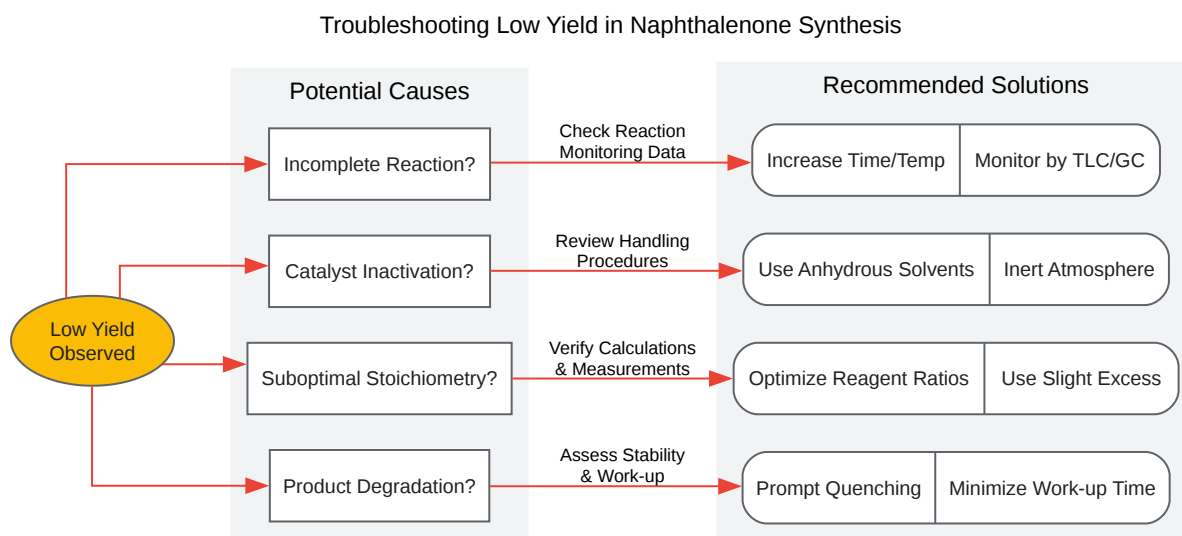 Troubleshooting Low Yield in Naphthalenone Synthesis
Potential Causes
Recommended Solutions
Low Yield
Observed
Incomplete Reaction?
Check Reaction
Monitoring Data
Increase Time/Temp
Monitor by TLC/GC
Catalyst Inactivation?
Review Handling
Procedures
Use Anhydrous Solvents
Inert Atmosphere
Suboptimal Stoichiometry?
Verify Calculations
& Measurements
Optimize Reagent Ratios
Use Slight Excess
Product Degradation?
Assess Stability
& Work-up
Prompt Quenching
Minimize Work-up Time